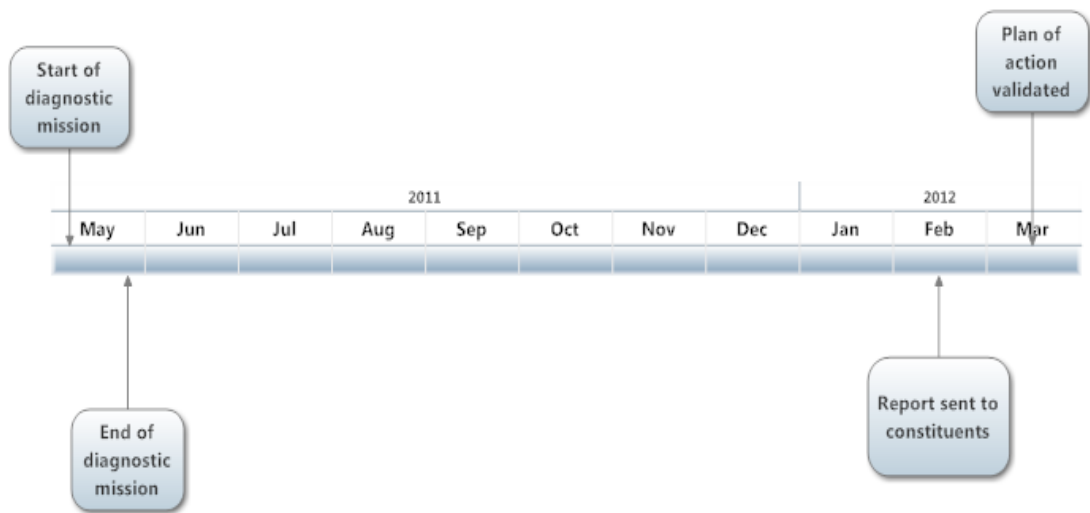 Plan of
action
validated
Start of
diagnostic
mission
2011 2012
May Jun Jul Aug Sep Oct Nov Dec Jan Feb Mar
Report sent to
constituents
End of
diagnostic
mission